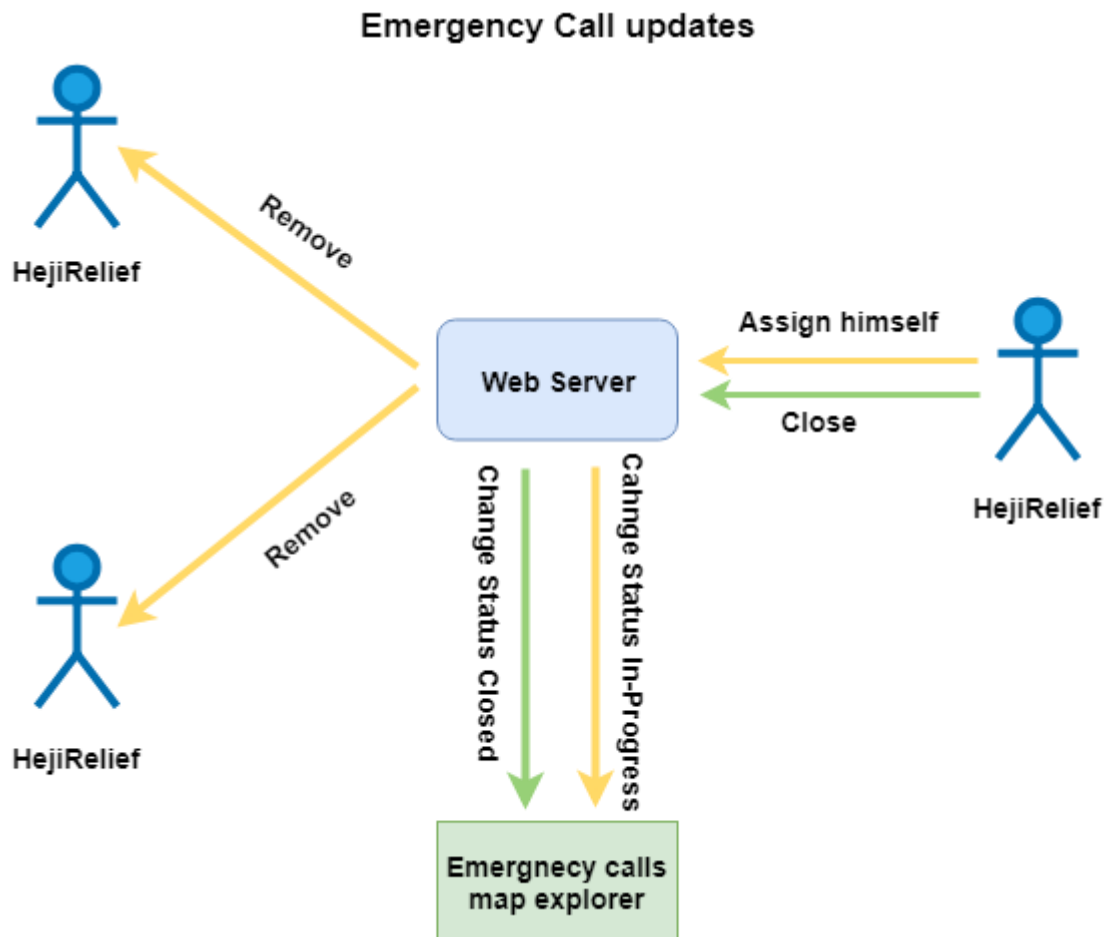 Emergency Call updates
HejiRelief
Remove
Assign himself
Web Server
Close
HejiRelief
Remove
Change Status Closed
Cahnge Status In-Progress
HejiRelief
Emergnecy calls
map explorer